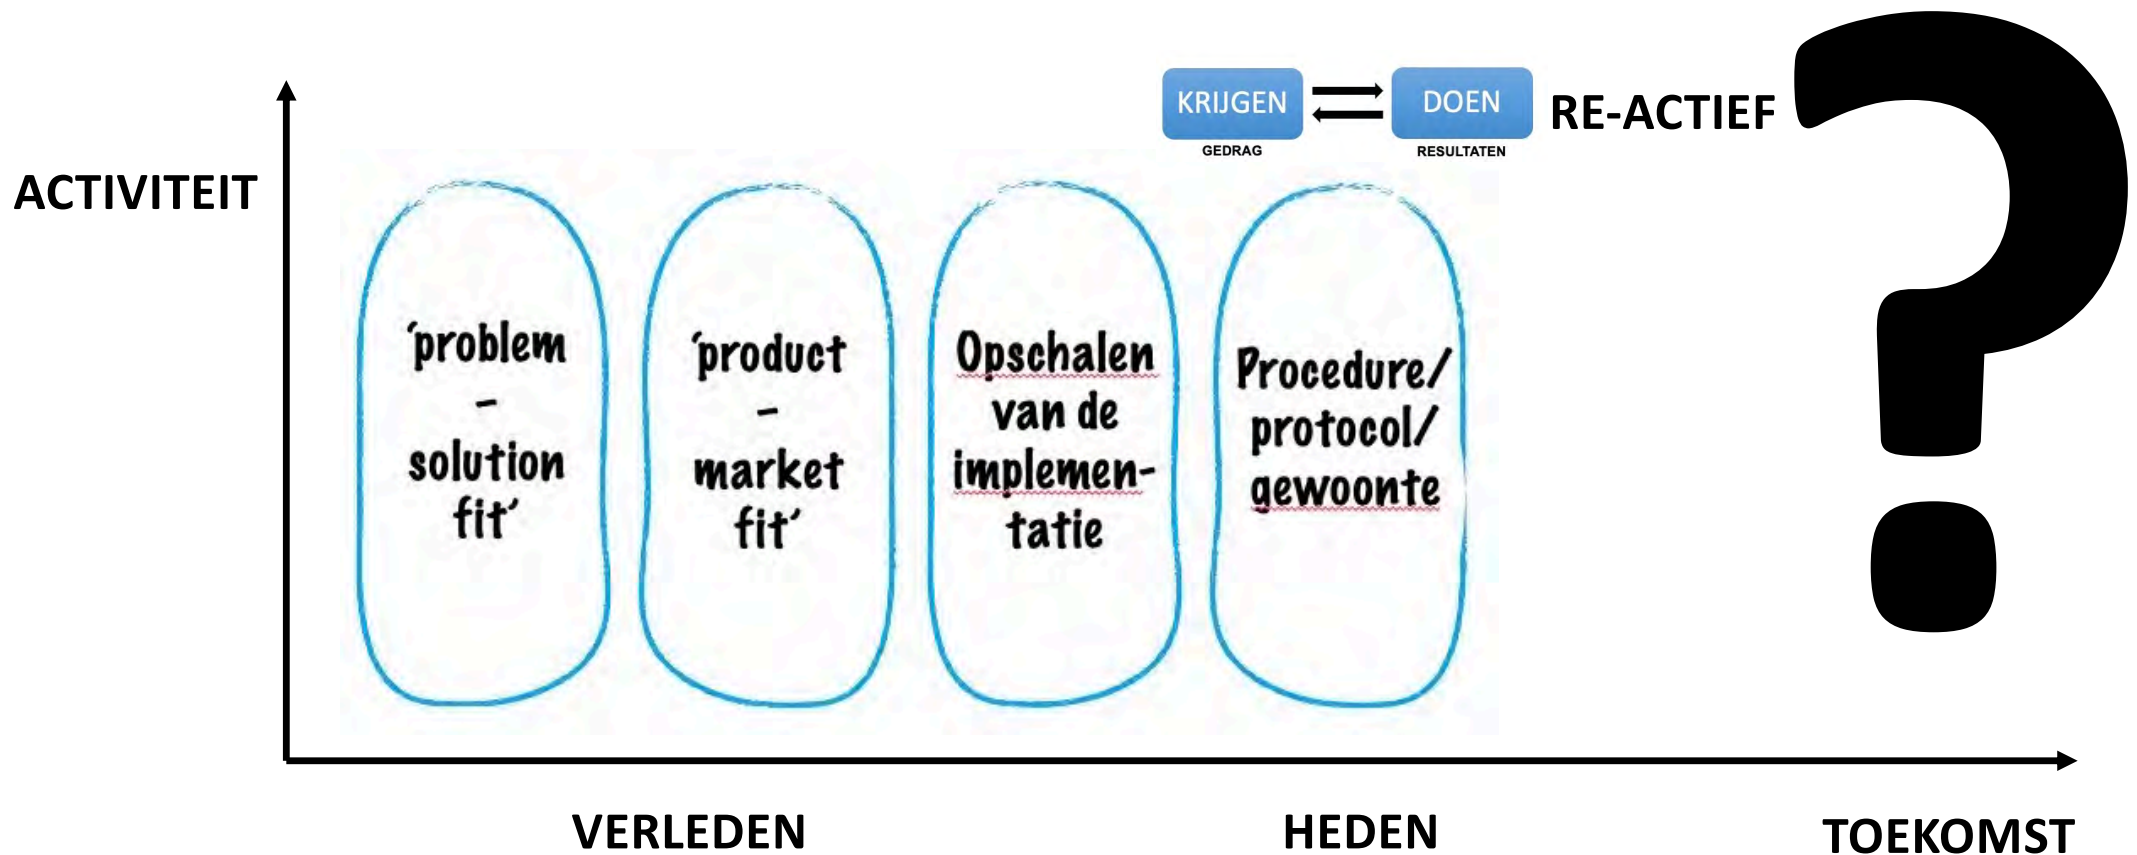 KRIJGEN
DOEN
RE-ACTIEF
?
GEDRAG
RESULTATEN
ACTIVITEIT
‘problem
–
solution
fit’
‘product
–
market
fit’
Opschalen
van de
implemen-
tatie
Procedure/
protocol/
gewoonte
VERLEDEN
HEDEN
TOEKOMST